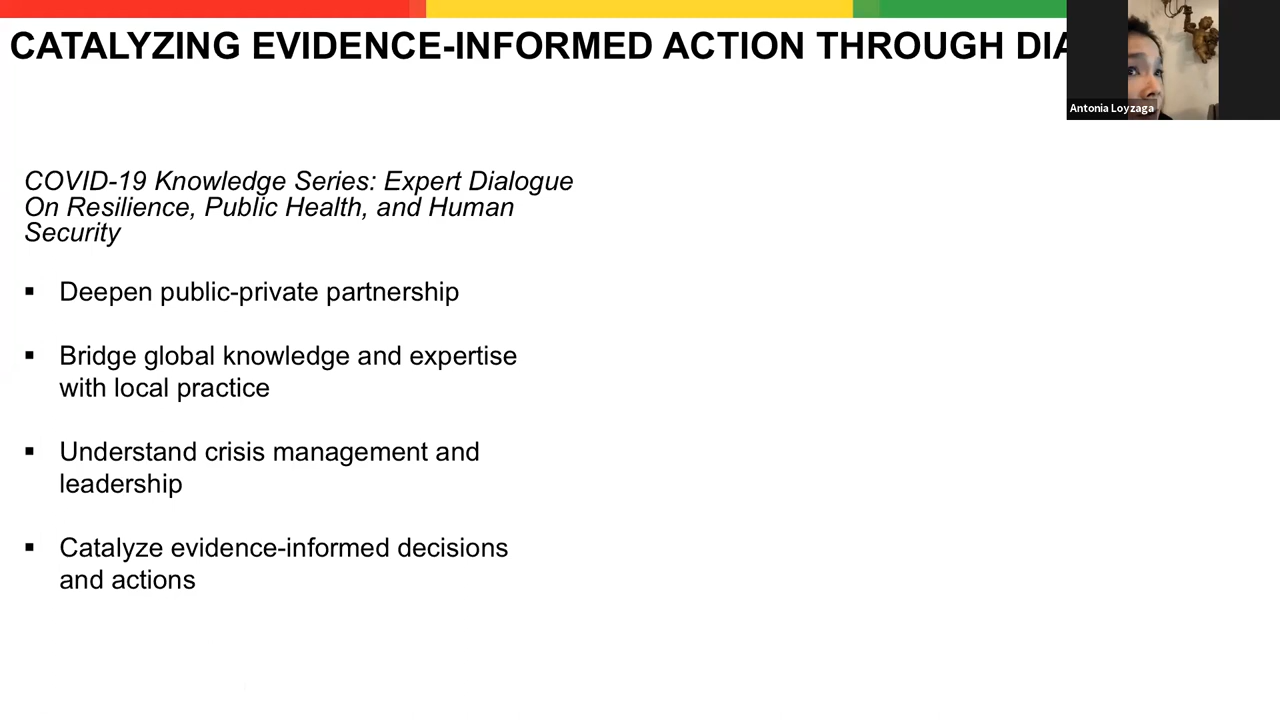 CATALYZING EVIDENCE-INFORMED ACTION THROUGH
Antonia Loyzaga
COVID-19 Knowledge Series: Expert Dialogue
On Resilience, Public Health, and Human
Security
▪ Deepen public-private partnership
▪ Bridge global knowledge and expertise
with local practice
▪ Understand crisis management and
leadership
▪ Catalyze evidence-informed decisions
and actions